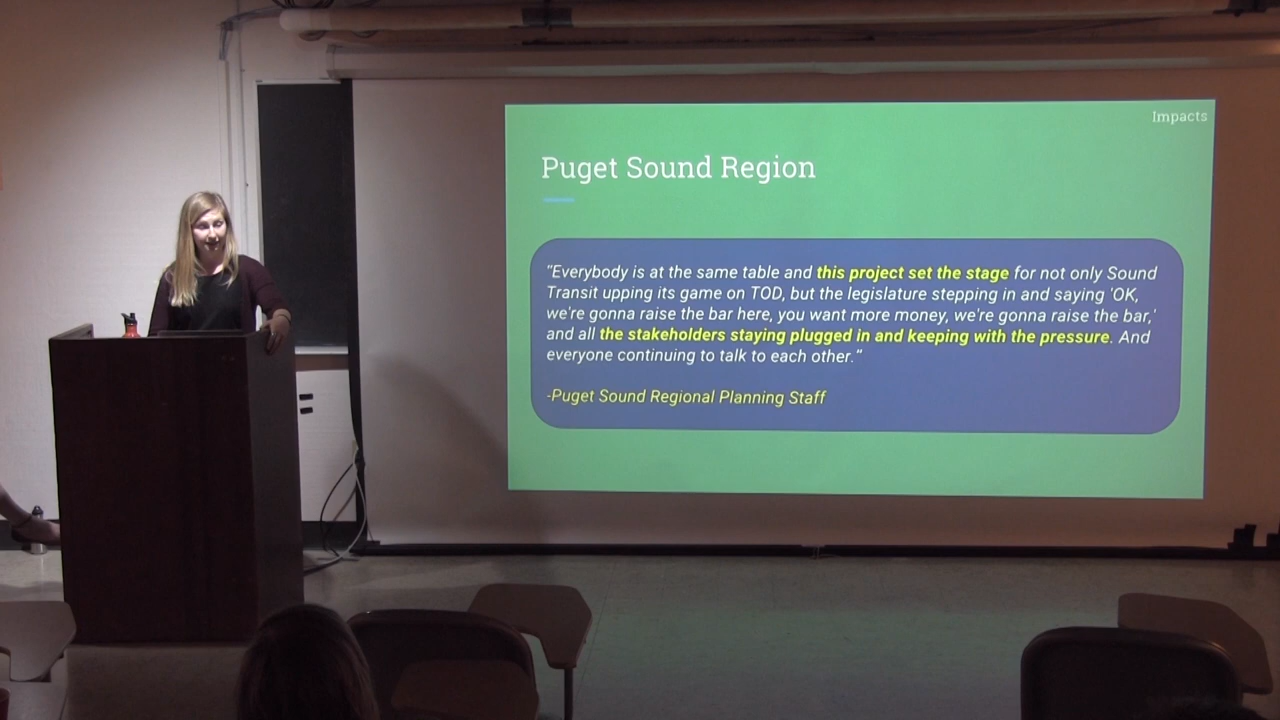 Impacts
Puget Sound Region
"Everybody is at the same table and this project set the stage for not only Sound
Transit upping its game on TOD, but the legislature stepping in and saying 'OK,
we're gonna raise the bar here, you want more money, we're gonna raise the bar,'
and all the stakeholders staying plugged in and keeping with the pressure. And
everyone continuing to talk to each other."
-Puget Sound Regional Planning Staff